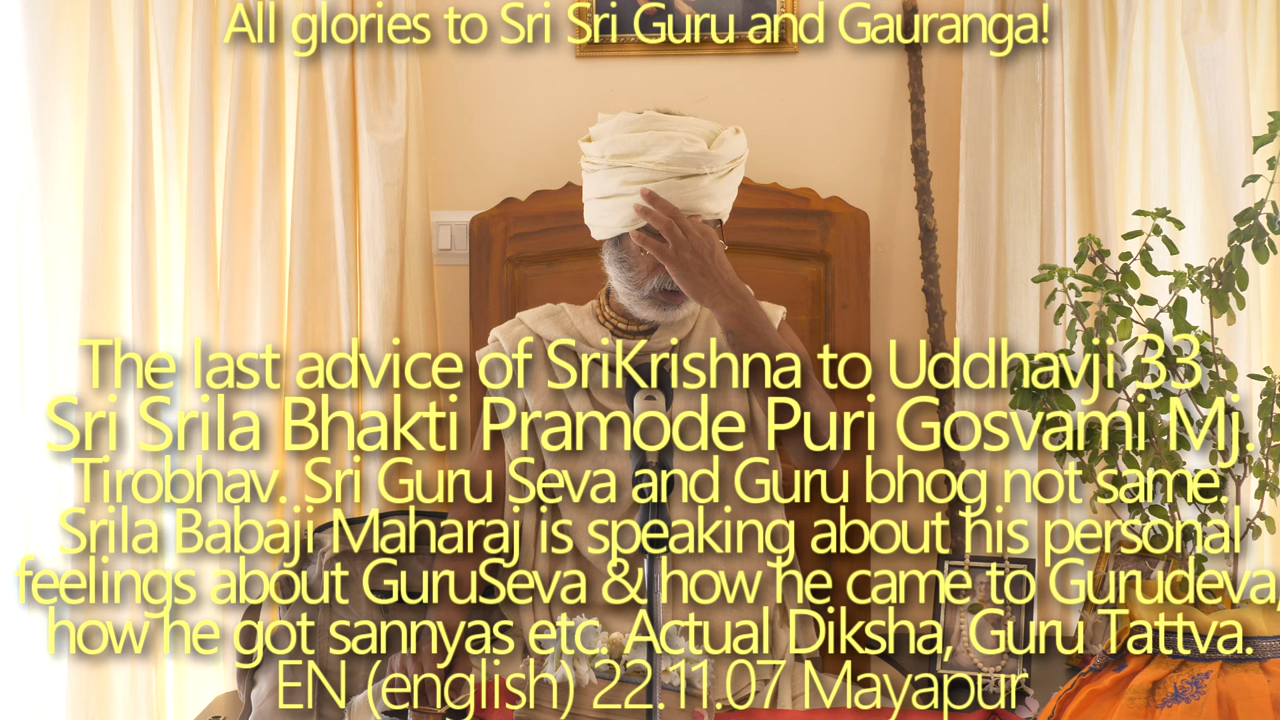 All glories to Sri Sri Guru and Gauranga!
The last advice of SriKrishna to Uddhavji 33
Sri Srila Bhakti Pramode Puri Gosvami Mj.
Tirobhav. Sri Guru Seva and Guru bhog not same.
Srila Babaji Maharaj is speaking about his personal
feelings about GuruSeva & how he came to Gurudeva,
how he got sannyas etc. Actual Diksha, Guru Tattva.
EN (english) 22.11.07 Mayapur